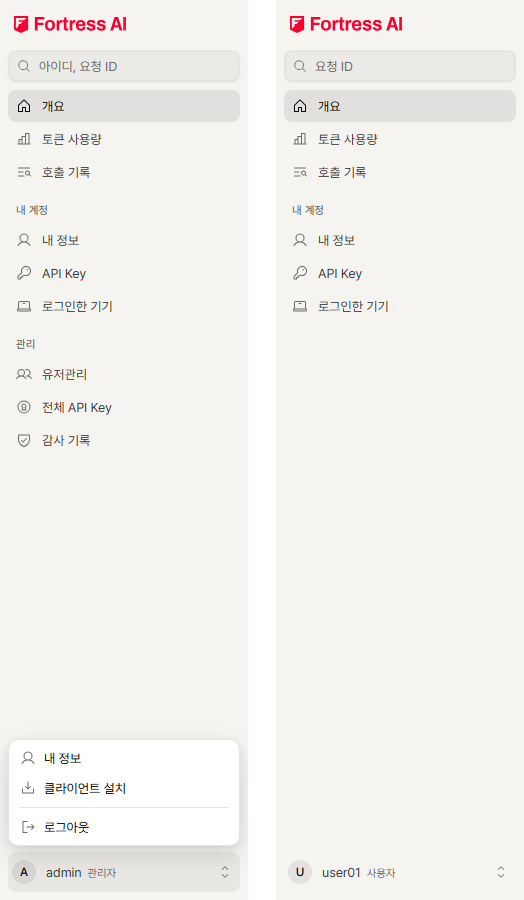 Fortress AI
아이디, 요청 ID
개요
토큰 사용량
호출 기록
내 계정
내 정보
API Key
로그인한 기기
관리
유저관리
전체 API Key
감사 기록
내 정보
클라이언트 설치
로그아웃
A admin 관리자
Fortress AI
요청 ID
개요
토큰 사용량
호출 기록
내 계정
내 정보
API Key
로그인한 기기
U user01 사용자